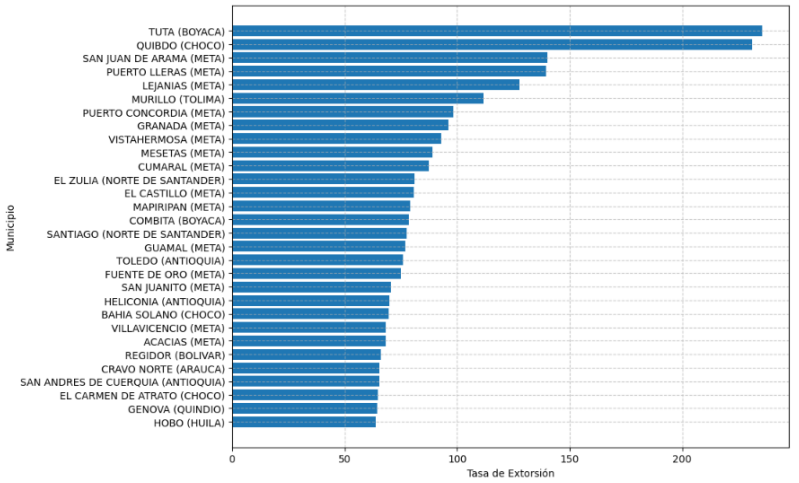 TUTA (BOYACA)
QUIBDO (CHOCO)
SAN JUAN DE ARAMA (META)
PUERTO LLERAS (META)
LEJANIAS (META)
MURILLO (TOLIMA)
PUERTO CONCORDIA (META)
GRANADA (META)
VISTAHERMOSA (META)
MESETAS (META)
CUMARAL (META)
EL ZULIA (NORTE DE SANTANDER)
EL CASTILLO (META)
MAPIRIPAN (META)
COMBITA (BOYACA)
SANTIAGO (NORTE DE SANTANDER)
GUAMAL (META)
TOLEDO (ANTIOQUIA)
FUENTE DE ORO (META)
SAN JUANITO (META)
HELICONIA (ANTIOQUIA)
BAHIA SOLANO (CHOCO)
VILLAVICENCIO (META)
ACACIAS (META)
REGIDOR (BOLIVAR)
CRAVO NORTE (ARAUCA)
SAN ANDRES DE CUERQUIA (ANTIOQUIA)
EL CARMEN DE ATRATO (CHOCO)
GENOVA (QUINDIO)
HOBO (HUILA)
Municipio
0 50 100 150 200
Tasa de Extorsión